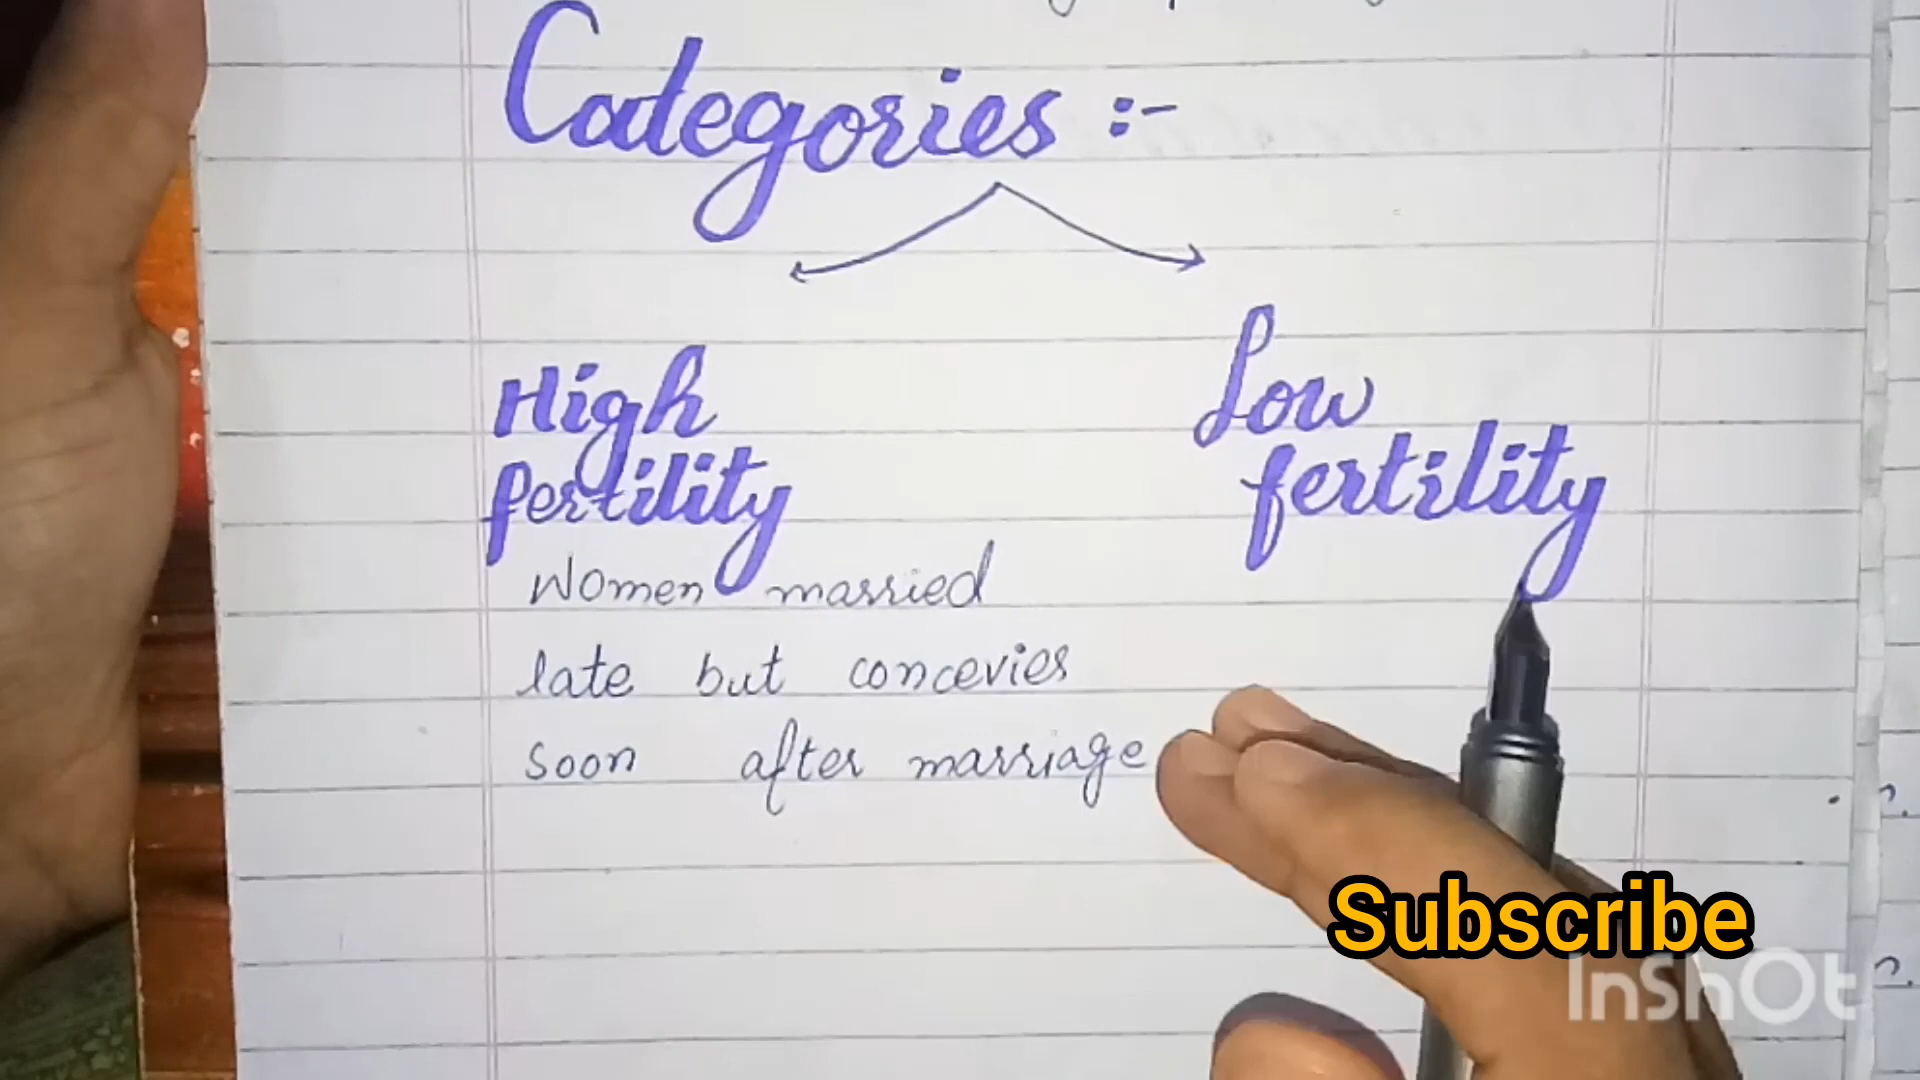 Categories :-
High
fertility
Low
fertility
Women married
late but concevies
soon after marriage
Subscribe
InShOt